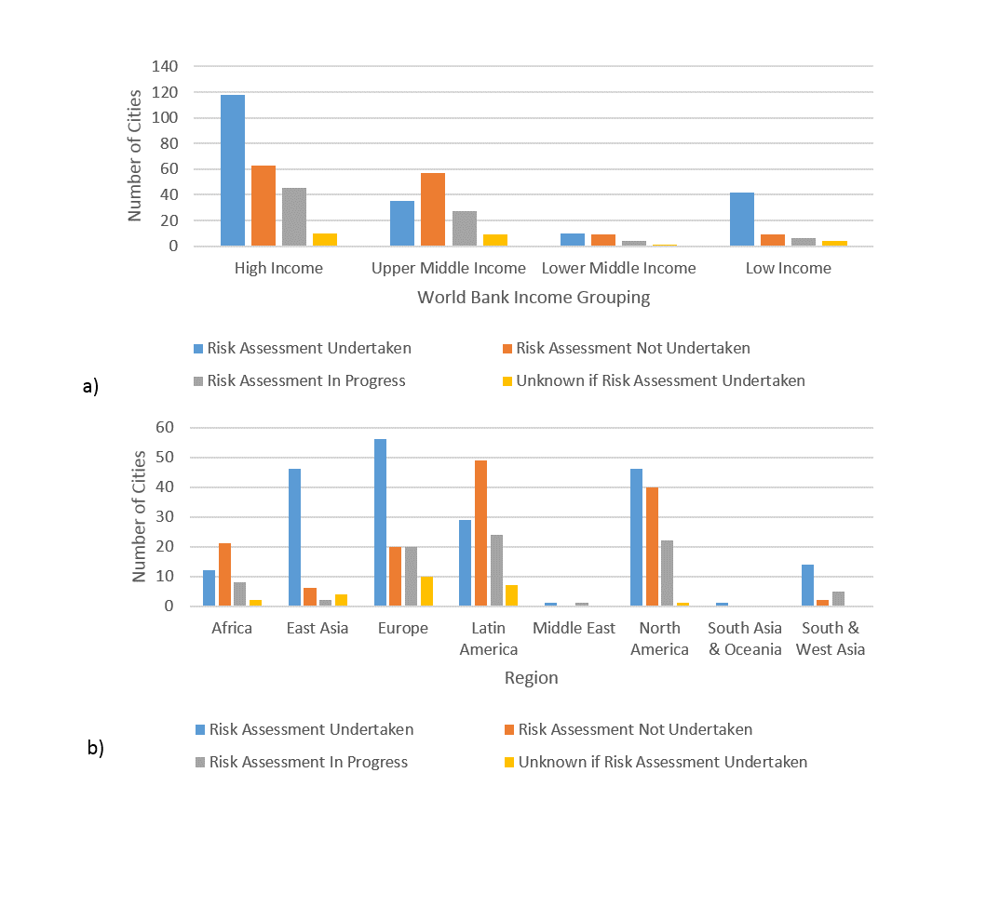 140
120
100
80
60
40
20
0
Number of Cities
High Income Upper Middle Income Lower Middle Income Low Income
World Bank Income Grouping
Risk Assessment Undertaken Risk Assessment Not Undertaken
Risk Assessment In Progress Unknown if Risk Assessment Undertaken
a)
60
50
40
30
20
10
0
Number of Cities
Africa East Asia Europe Latin Middle East North South Asia South &
America America & Oceania West Asia
Region
Risk Assessment Undertaken Risk Assessment Not Undertaken
b)
Risk Assessment In Progress Unknown if Risk Assessment Undertaken